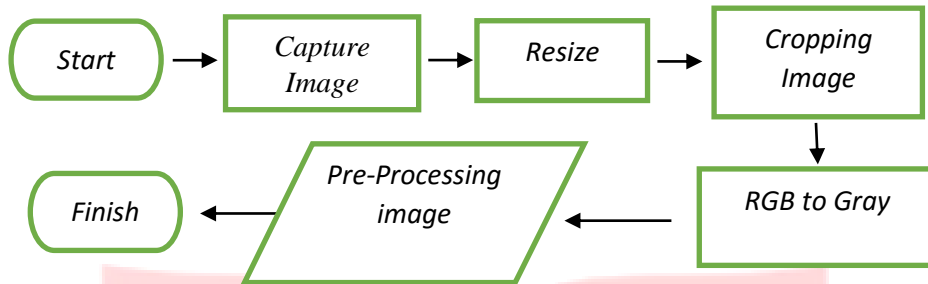 Start
Capture
Image
Resize
Cropping
Image
RGB to Gray
Pre-Processing
image
Finish